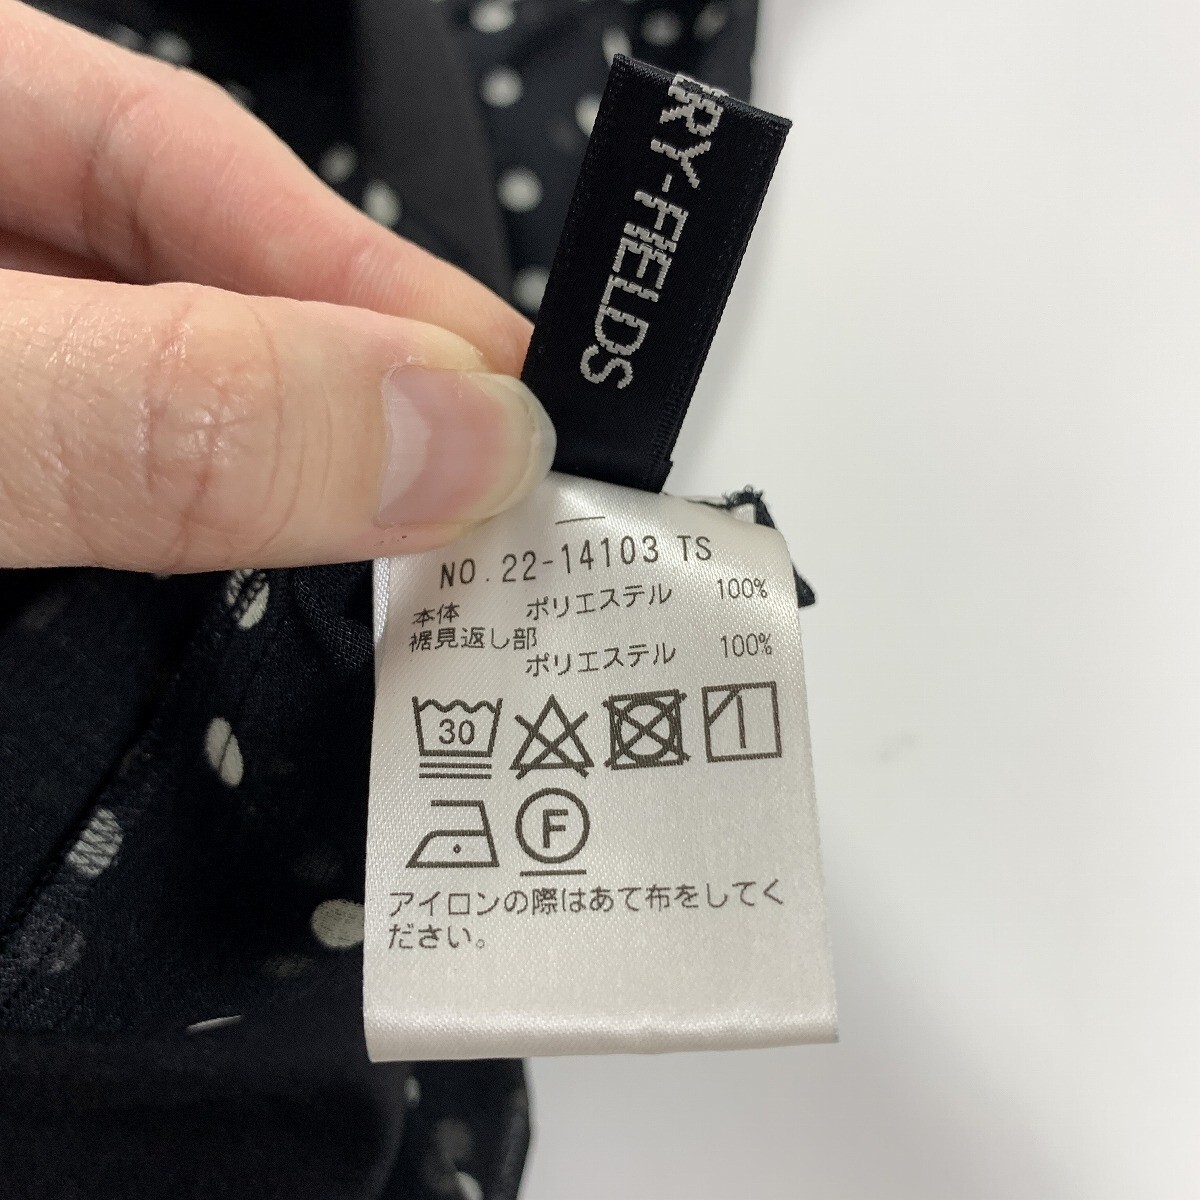 RY-FIELDS
NO.22-14103 TS
本体 ポリエステル 100%
裾見返し部
ポリエステル 100%
30
F
アイロンの際はあて布をしてく
ださい。